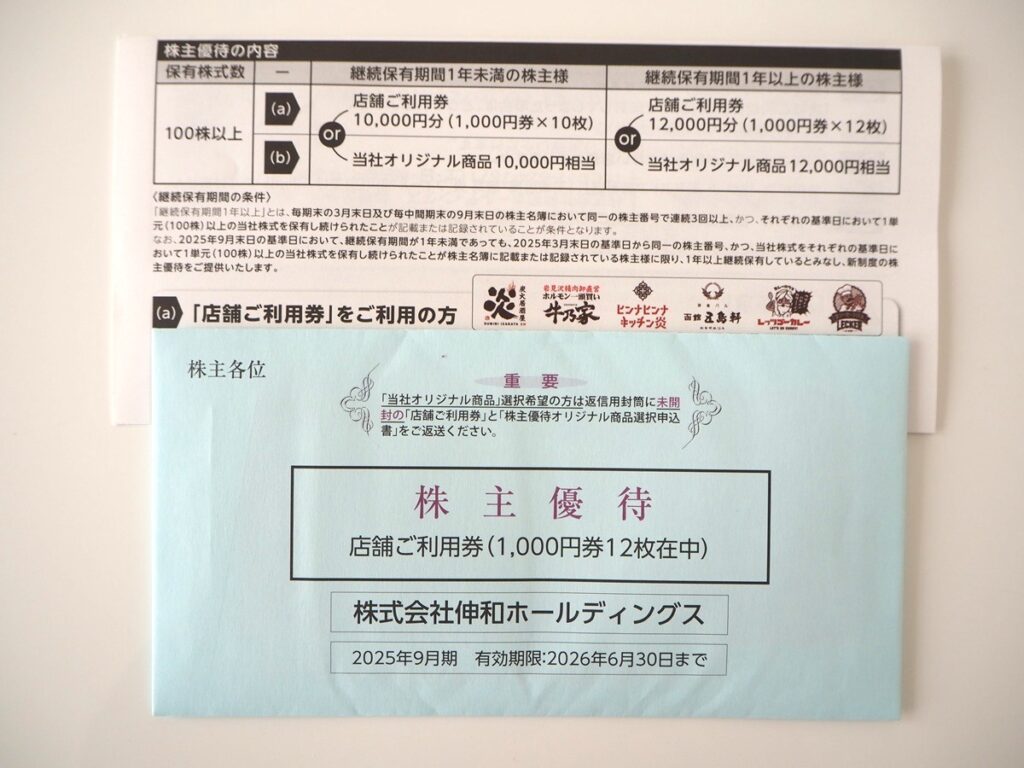 株主優待の内容
保有株式数 ー 継続保有期間1年未満の株主様 継続保有期間1年以上の株主様
100株以上
(a) 店舗ご利用券 店舗ご利用券
10,000円分(1,000円券×10枚) 12,000円分(1,000円券×12枚)
or or
(b) 当社オリジナル商品10,000円相当 当社オリジナル商品12,000円相当
〈継続保有期間の条件〉
「継続保有期間1年以上」とは、毎期末の3月末日及び毎中間期末の9月末日の株主名簿において同一の株主番号で連続3回以上、かつ、それぞれの基準日において1単
元(100株)以上の当社株式を保有し続けられたことが記載または記録されていることが条件となります。
なお、2025年9月末日の基準日において、継続保有期間が1年未満であっても、2025年3月末日の基準日から同一の株主番号、かつ、当社株式をそれぞれの基準日に
おいて1単元(100株)以上の当社株式を保有し続けられたことが株主名簿に記載または記録されている株主様に限り、1年以上継続保有しているとみなし、新制度の株
主優待をご提供いたします。
(a) 「店舗ご利用券」をご利用の方
炎 炭火居酒屋
SUMIBI IZAKAYA EN
岩見沢精肉卸直営
ホルモン一頭買い
牛乃家
ピンナピンナ
キッチン炎
函館 五島軒
レッツゴーカレー
LECKER
株主各位
重要
「当社オリジナル商品」選択希望の方は返信用封筒に未開
封の「店舗ご利用券」と「株主優待オリジナル商品選択申込
書」をご返送ください。
株主優待
店舗ご利用券(1,000円券12枚在中)
株式会社伸和ホールディングス
2025年9月期 有効期限:2026年6月30日まで